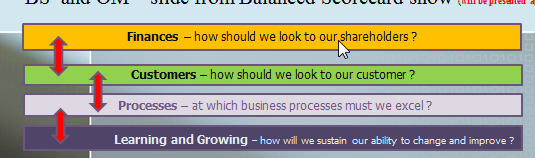 BS and OM – slide from Balanced Scorecard show (will be presented
Finances – how should we look to our shareholders ?
Customers – how should we look to our customer ?
Processes – at which business processes must we excel ?
Learning and Growing – how will we sustain our ability to change and improve ?